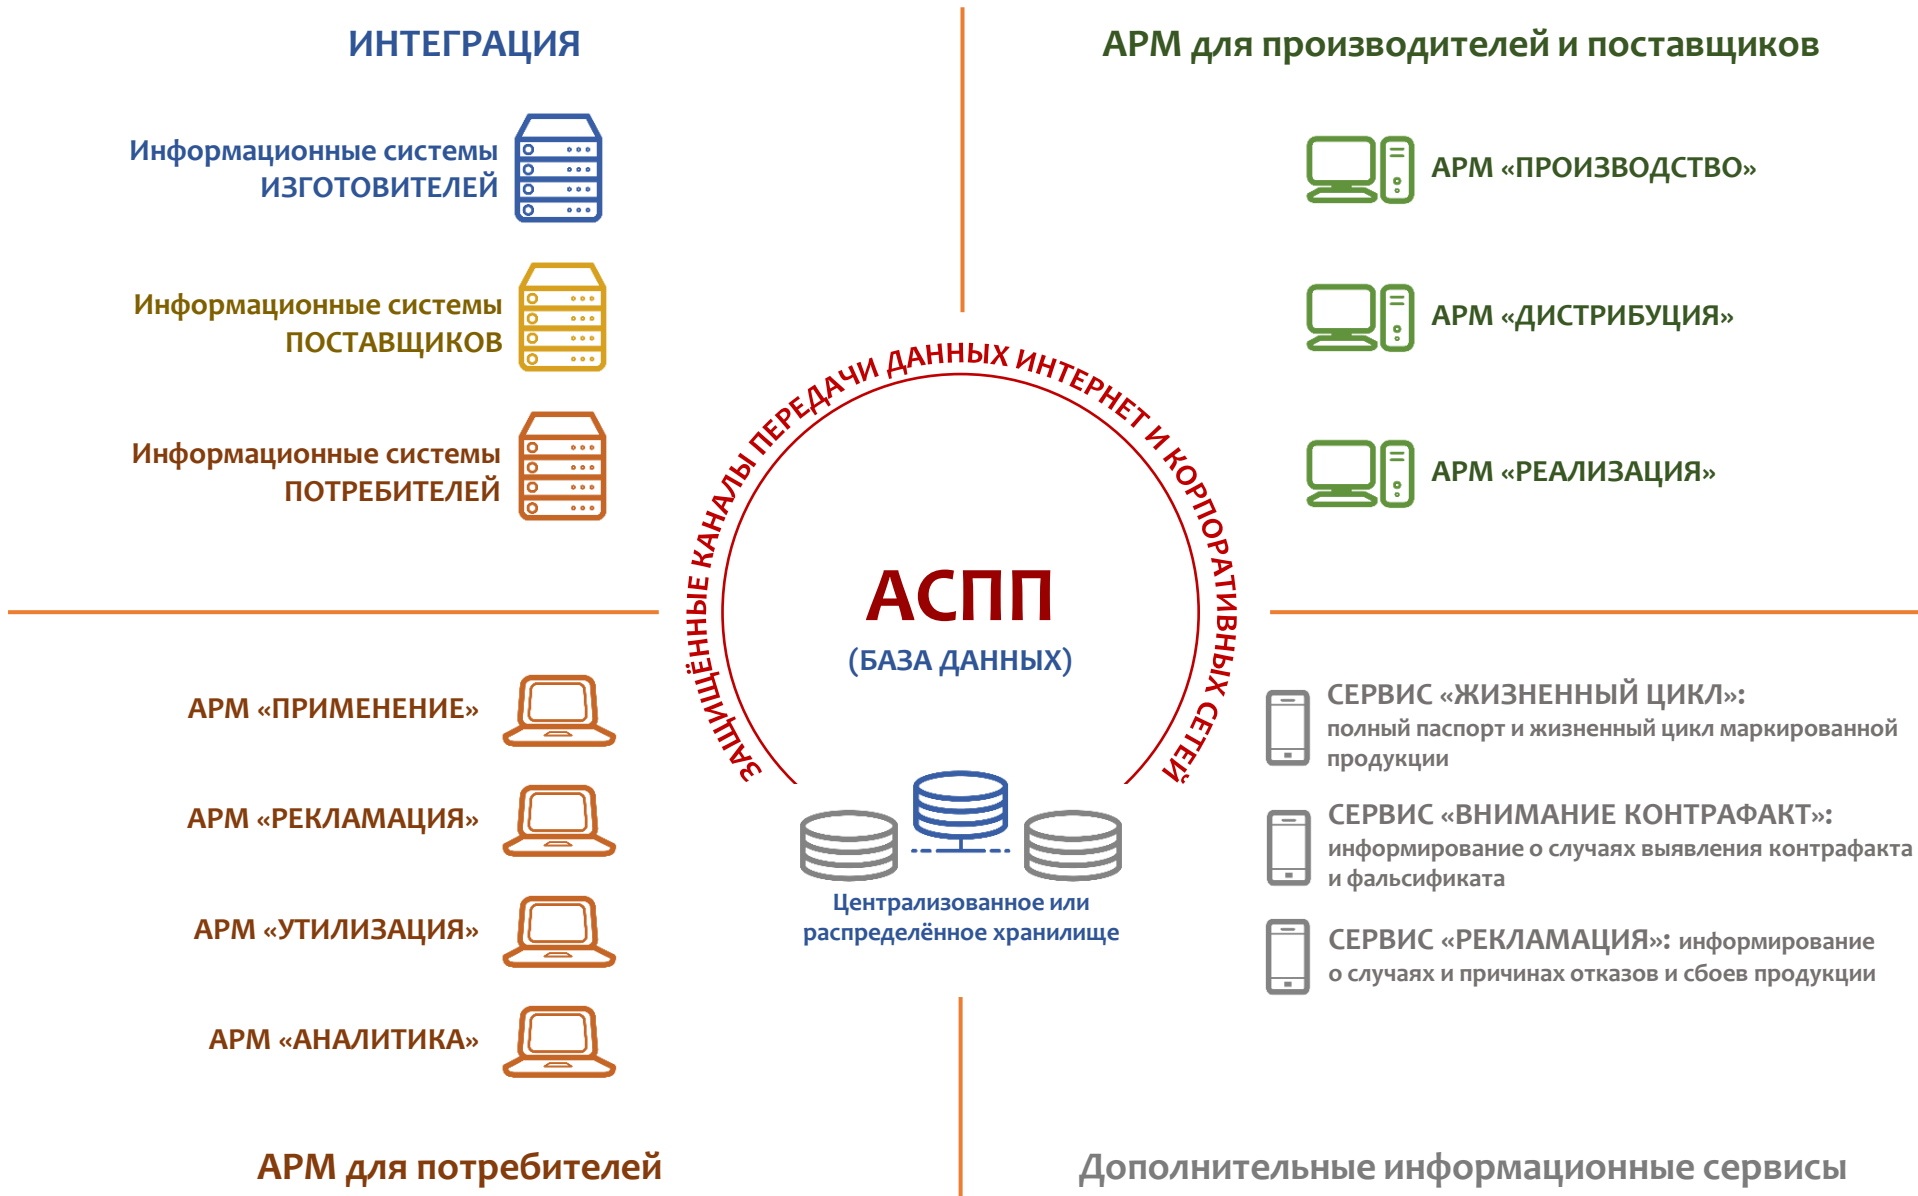 ИНТЕГРАЦИЯ
Информационные системы
ИЗГОТОВИТЕЛЕЙ
Информационные системы
ПОСТАВЩИКОВ
Информационные системы
ПОТРЕБИТЕЛЕЙ
АРМ для производителей и поставщиков
АРМ «ПРОИЗВОДСТВО»
АРМ «ДИСТРИБУЦИЯ»
АРМ «РЕАЛИЗАЦИЯ»
ЗАЩИЩЁННЫЕ КАНАЛЫ ПЕРЕДАЧИ ДАННЫХ ИНТЕРНЕТ И КОРПОРАТИВНЫХ СЕТЕЙ
АСПП
(БАЗА ДАННЫХ)
Централизованное или
распределённое хранилище
АРМ «ПРИМЕНЕНИЕ»
АРМ «РЕКЛАМАЦИЯ»
АРМ «УТИЛИЗАЦИЯ»
АРМ «АНАЛИТИКА»
АРМ для потребителей
СЕРВИС «ЖИЗНЕННЫЙ ЦИКЛ»:
полный паспорт и жизненный цикл маркированной
продукции
СЕРВИС «ВНИМАНИЕ КОНТРАФАКТ»:
информирование о случаях выявления контрафакта
и фальсификата
СЕРВИС «РЕКЛАМАЦИЯ»: информирование
о случаях и причинах отказов и сбоев продукции
Дополнительные информационные сервисы